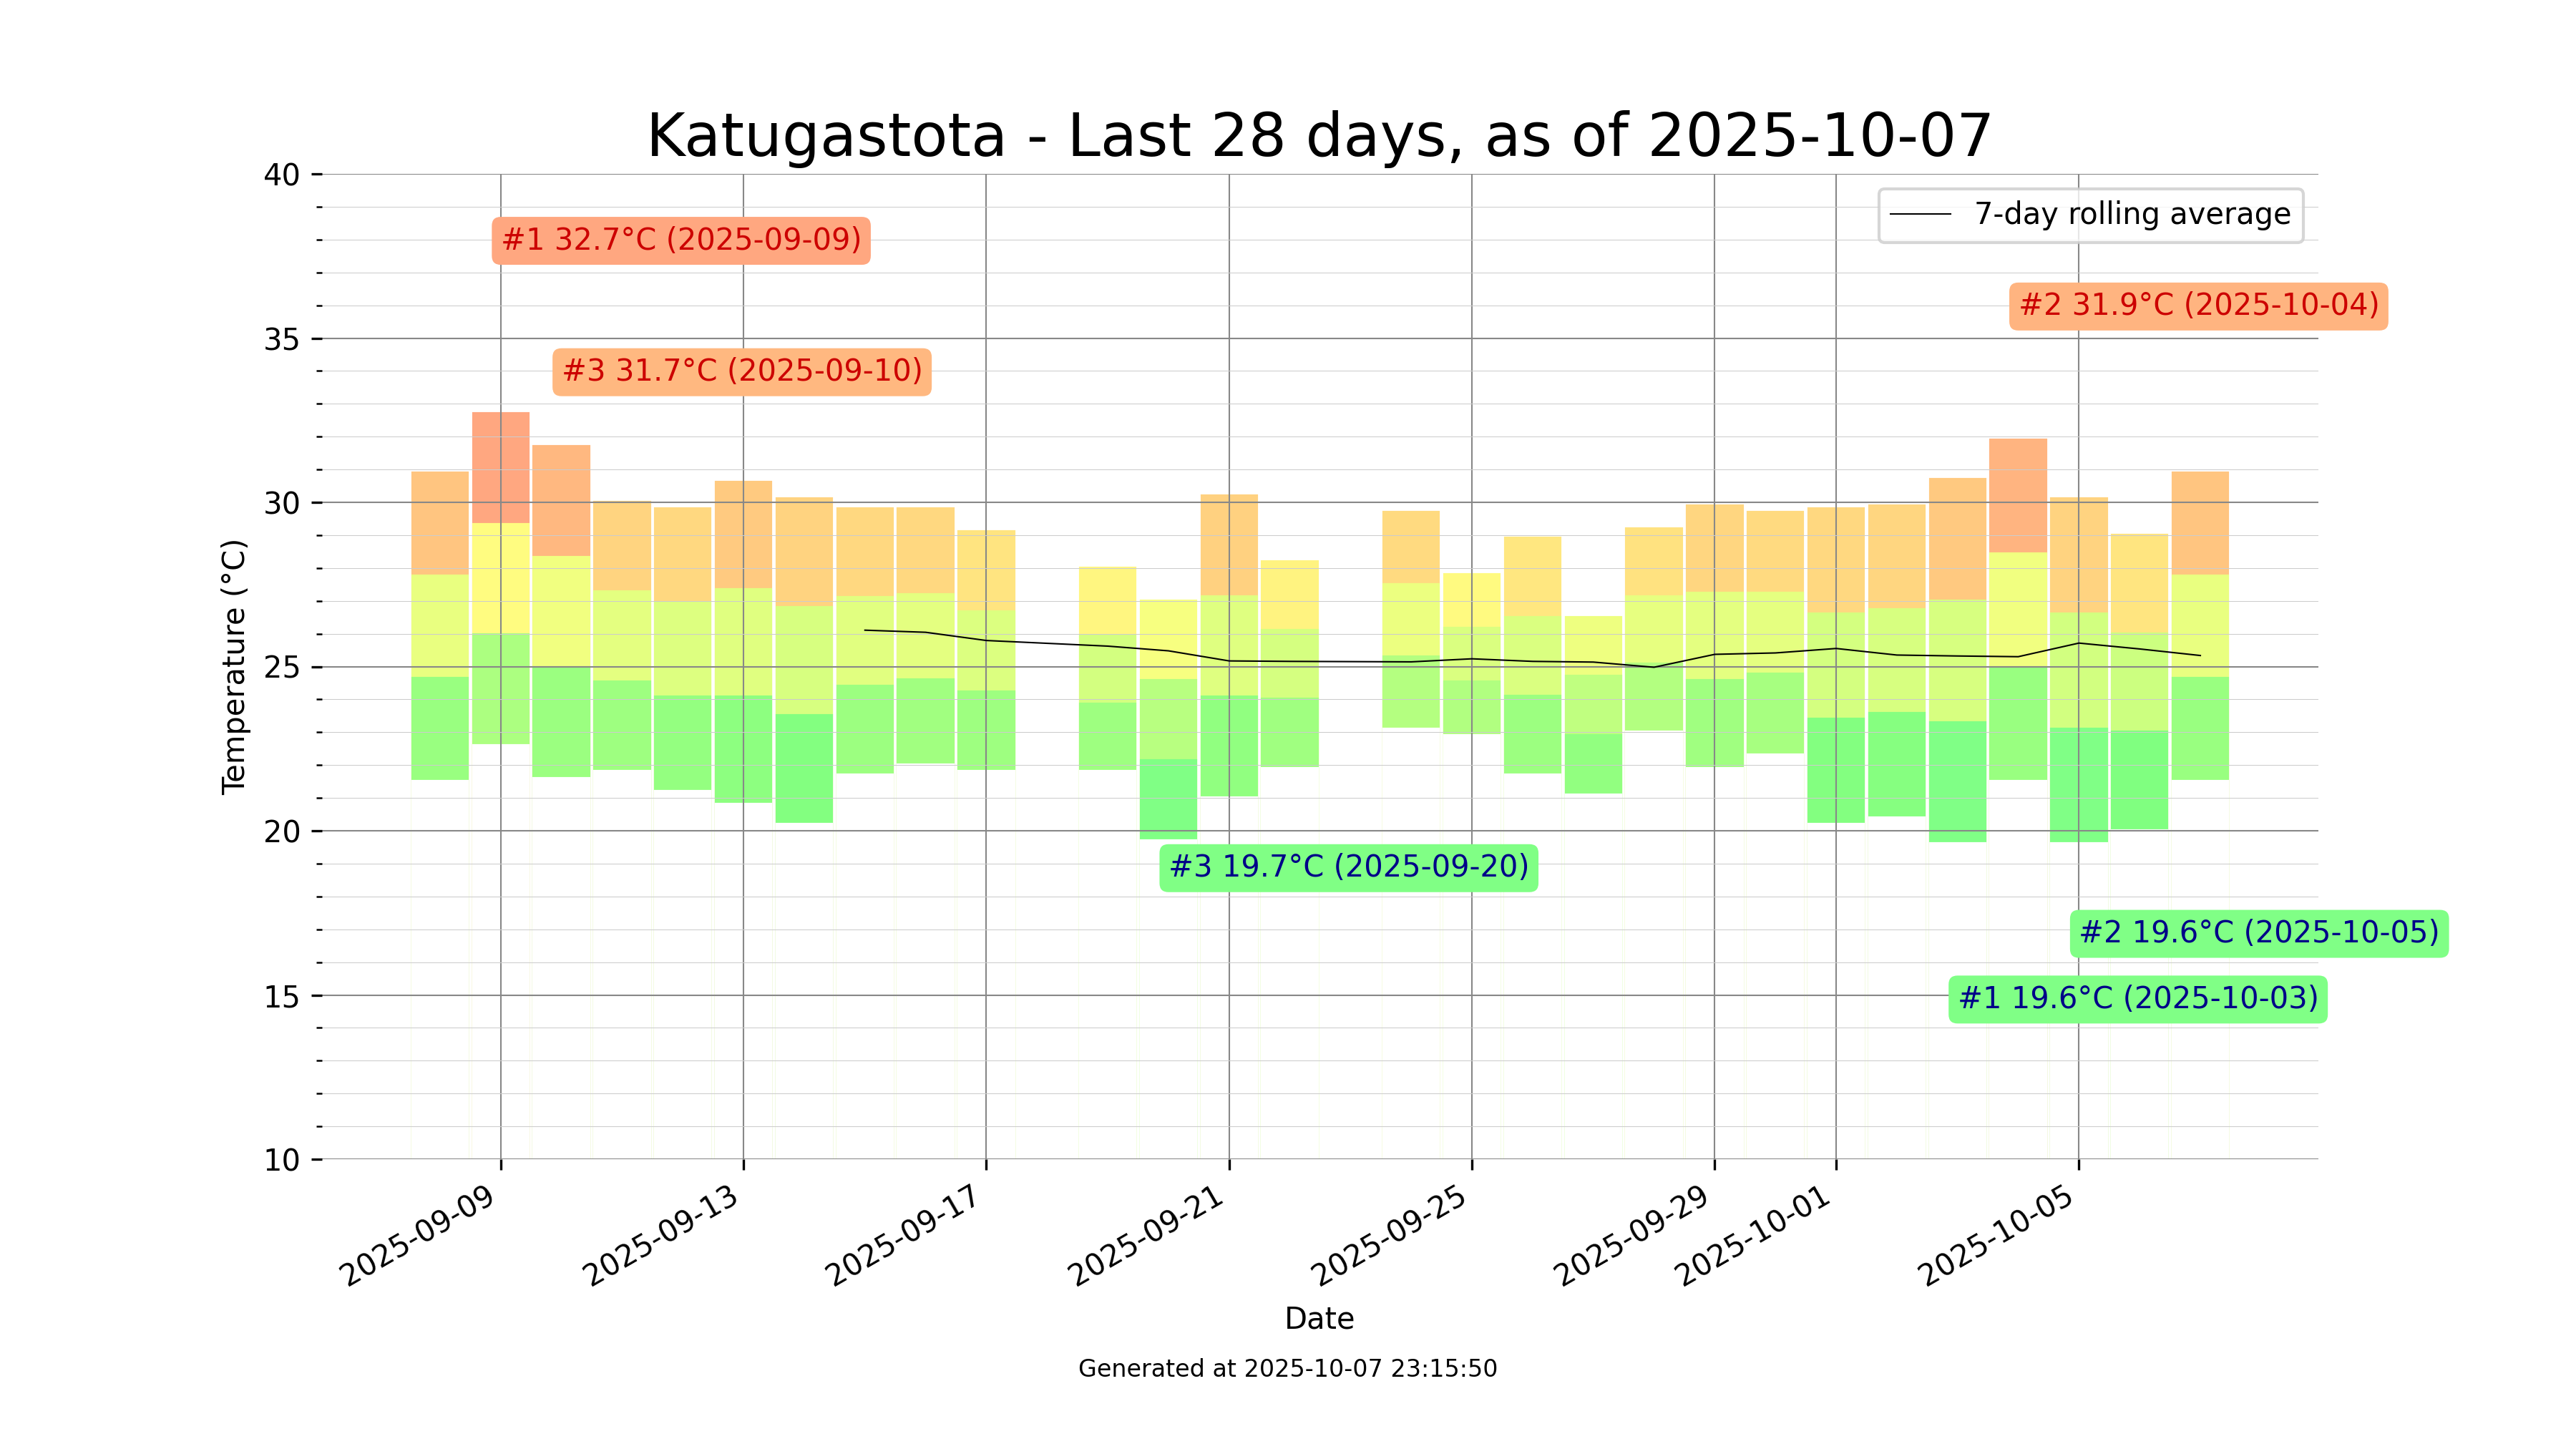 Katugastota - Last 28 days, as of 2025-10-07
40
7-day rolling average
#1 32.7°C (2025-09-09)
#2 31.9°C (2025-10-04)
35
#3 31.7°C (2025-09-10)
30
Temperature (°C)
25
20
#3 19.7°C (2025-09-20)
#2 19.6°C (2025-10-05)
15
#1 19.6°C (2025-10-03)
10
2025-09-09
2025-09-13
2025-09-17
2025-09-21
2025-09-25
2025-09-29
2025-10-01
2025-10-05
Date
Generated at 2025-10-07 23:15:50